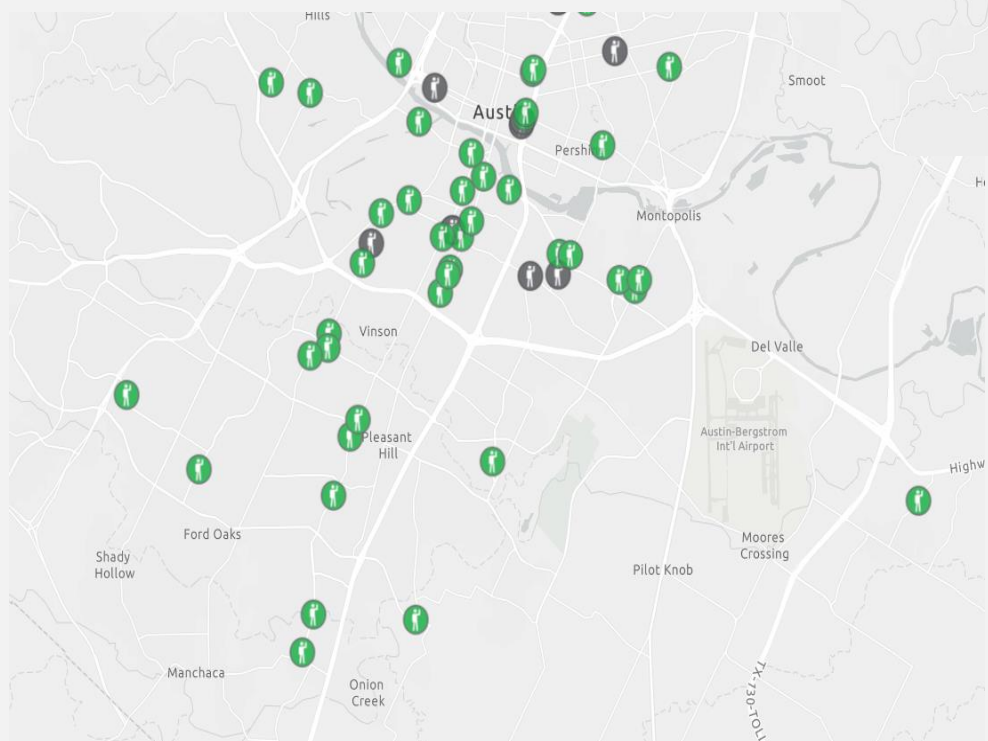 Hills
Smoot
Aust
Pershi
H
Montopolis
Vinson
Del Valle
Austin-Bergstrom
Int'l Airport
Pleasant
Hill
Highw
Ford Oaks
Moores
Crossing
Shady
Hollow
Pilot Knob
Manchaca
Onion
Creek
TX-130-TOLL